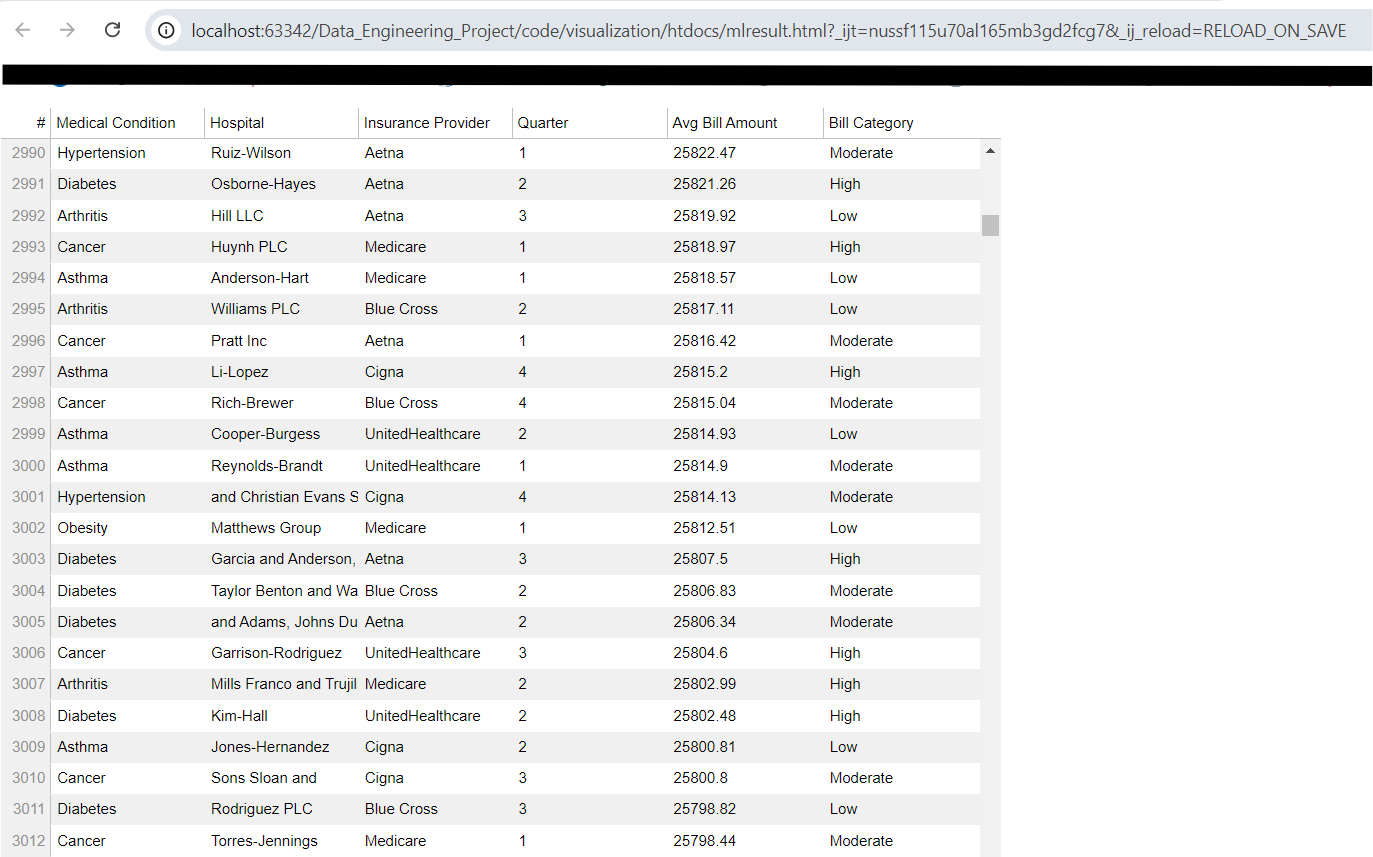 localhost:63342/Data_Engineering_Project/code/visualization/htdocs/mlresult.html?_ijt=nussf115u70al165mb3gd2fcg7&_ij_reload=RELOAD_ON_SAVE
# Medical Condition Hospital Insurance Provider Quarter Avg Bill Amount Bill Category
2990 Hypertension Ruiz-Wilson Aetna 1 25822.47 Moderate
2991 Diabetes Osborne-Hayes Aetna 2 25821.26 High
2992 Arthritis Hill LLC Aetna 3 25819.92 Low
2993 Cancer Huynh PLC Medicare 1 25818.97 High
2994 Asthma Anderson-Hart Medicare 1 25818.57 Low
2995 Arthritis Williams PLC Blue Cross 2 25817.11 Low
2996 Cancer Pratt Inc Aetna 1 25816.42 Moderate
2997 Asthma Li-Lopez Cigna 4 25815.2 High
2998 Cancer Rich-Brewer Blue Cross 4 25815.04 Moderate
2999 Asthma Cooper-Burgess UnitedHealthcare 2 25814.93 Low
3000 Asthma Reynolds-Brandt UnitedHealthcare 1 25814.9 Moderate
3001 Hypertension and Christian Evans S Cigna 4 25814.13 Moderate
3002 Obesity Matthews Group Medicare 1 25812.51 Low
3003 Diabetes Garcia and Anderson, Aetna 3 25807.5 High
3004 Diabetes Taylor Benton and Wa Blue Cross 2 25806.83 Moderate
3005 Diabetes and Adams, Johns Du Aetna 2 25806.34 Moderate
3006 Cancer Garrison-Rodriguez UnitedHealthcare 3 25804.6 High
3007 Arthritis Mills Franco and Trujil Medicare 2 25802.99 High
3008 Diabetes Kim-Hall UnitedHealthcare 2 25802.48 High
3009 Asthma Jones-Hernandez Cigna 2 25800.81 Low
3010 Cancer Sons Sloan and Cigna 3 25800.8 Moderate
3011 Diabetes Rodriguez PLC Blue Cross 3 25798.82 Low
3012 Cancer Torres-Jennings Medicare 1 25798.44 Moderate